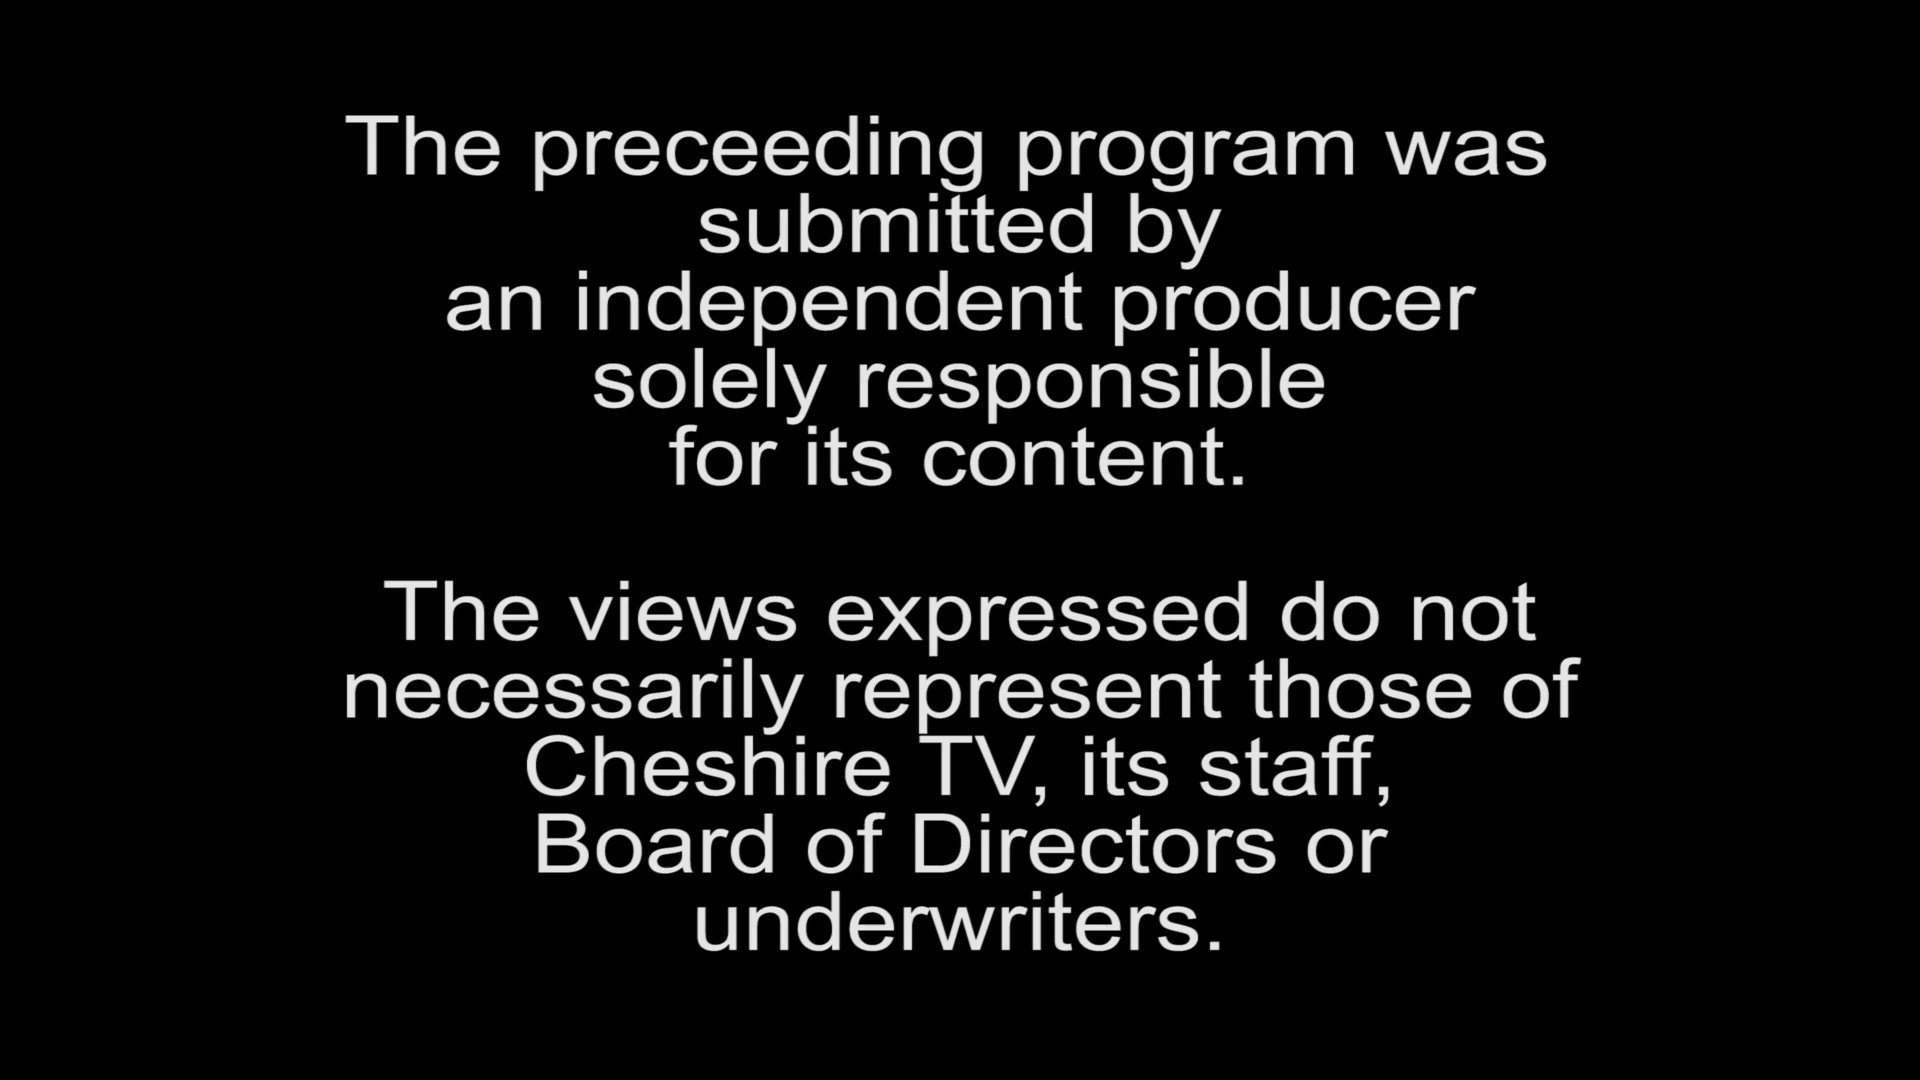 The preceeding program was
submitted by
an independent producer
solely responsible
for its content.
The views expressed do not
necessarily represent those of
Cheshire TV, its staff,
Board of Directors or
underwriters.